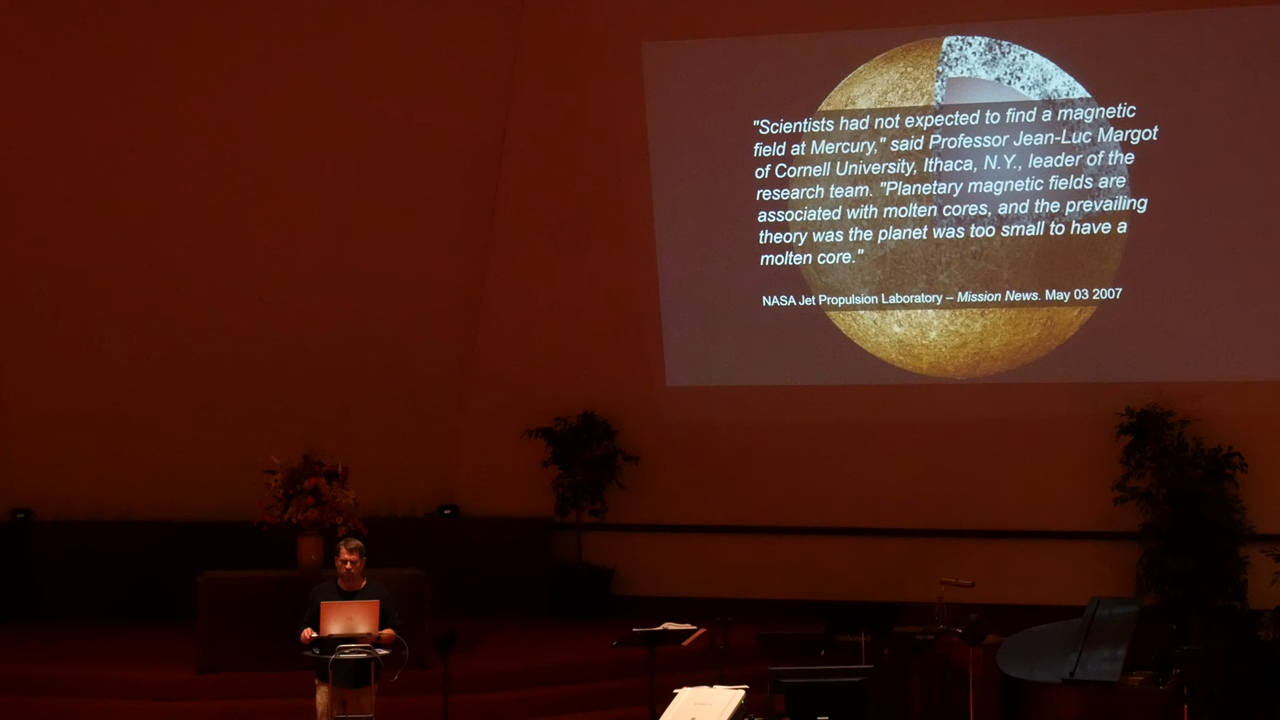 "Scientists had not expected to find a magnetic
field at Mercury," said Professor Jean-Luc Margot
of Cornell University, Ithaca, N.Y., leader of the
research team. "Planetary magnetic fields are
associated with molten cores, and the prevailing
theory was the planet was too small to have a
molten core."
NASA Jet Propulsion Laboratory – Mission News. May 03 2007